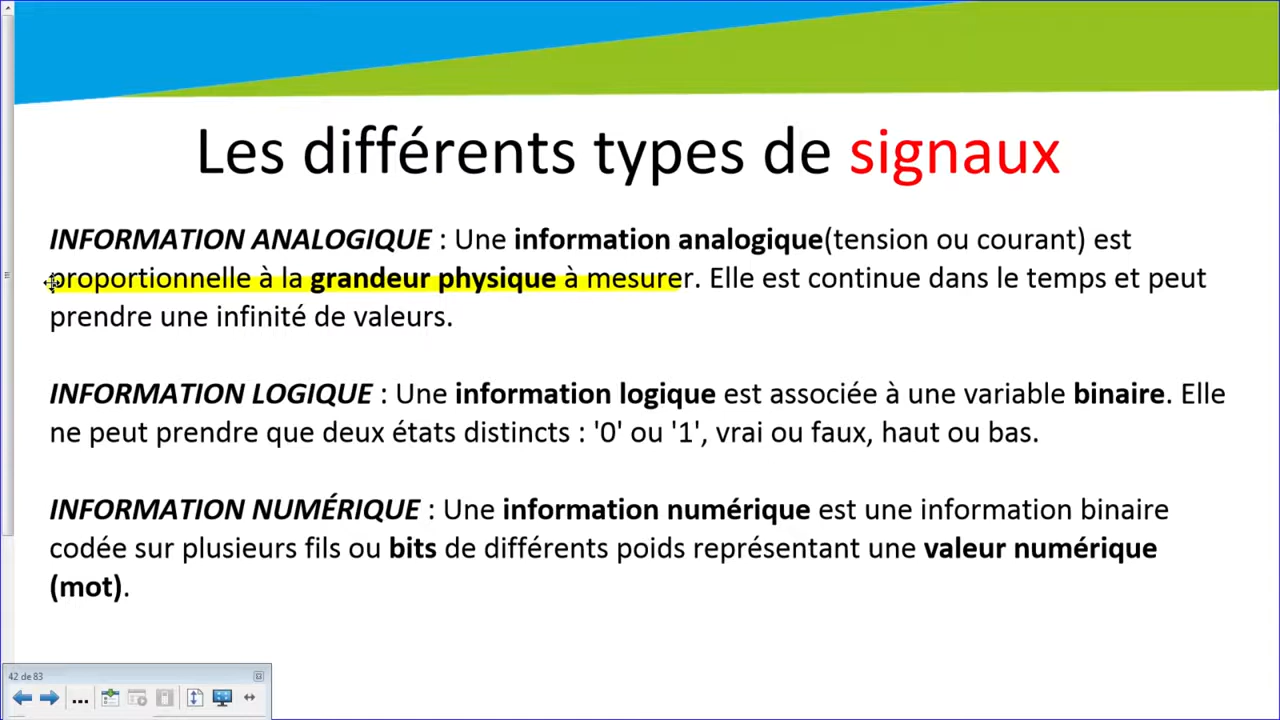 Les différents types de signaux
INFORMATION ANALOGIQUE : Une information analogique(tension ou courant) est
proportionnelle à la grandeur physique à mesurer. Elle est continue dans le temps et peut
prendre une infinité de valeurs.
INFORMATION LOGIQUE : Une information logique est associée à une variable binaire. Elle
ne peut prendre que deux états distincts : '0' ou '1', vrai ou faux, haut ou bas.
INFORMATION NUMÉRIQUE : Une information numérique est une information binaire
codée sur plusieurs fils ou bits de différents poids représentant une valeur numérique
(mot).
42 de 83